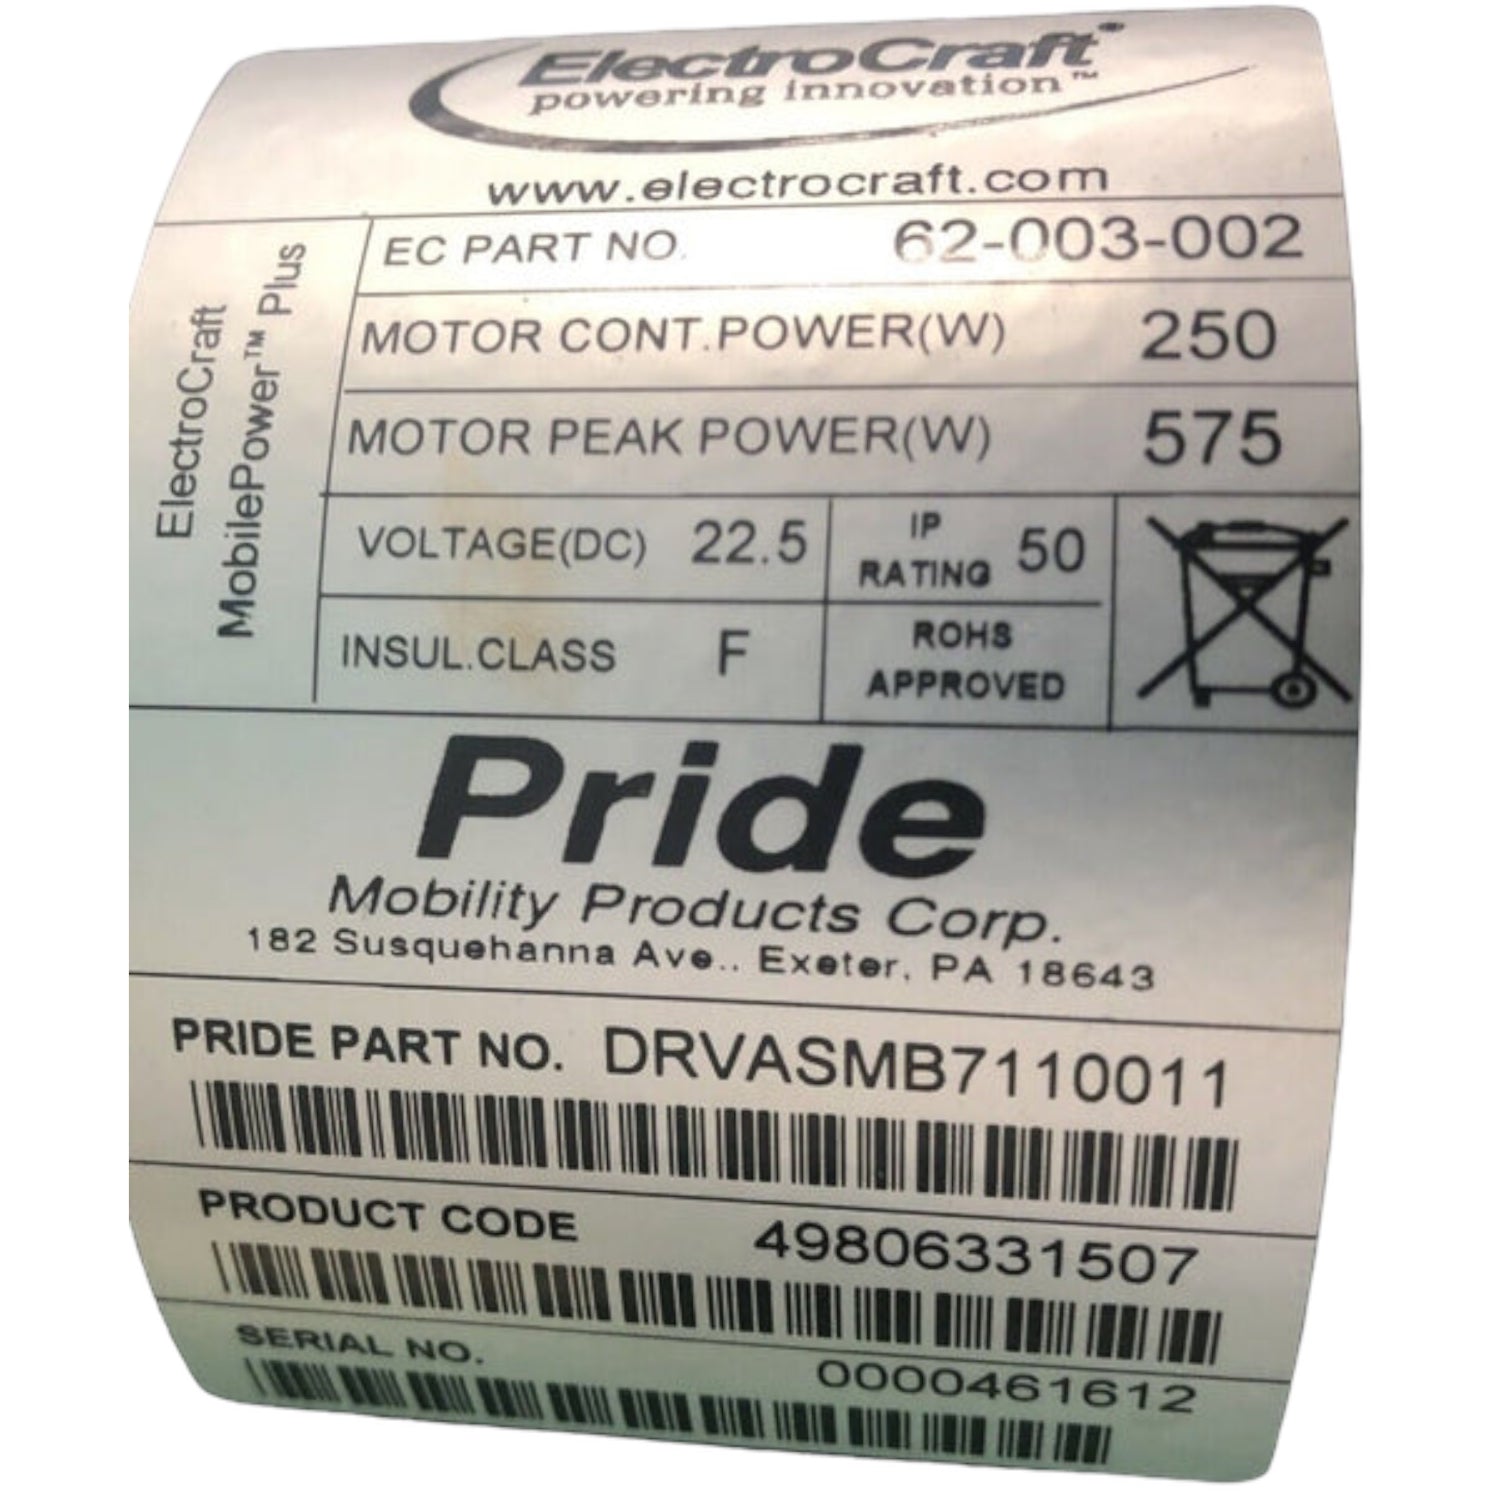 ElectroCraft®
powering innovation™
www.electrocraft.com
ElectroCraft
MobilePower™ Plus
EC PART NO. 62-003-002
MOTOR CONT.POWER(W) 250
MOTOR PEAK POWER(W) 575
VOLTAGE(DC) 22.5
IP
RATING 50
INSUL.CLASS F
ROHS
APPROVED
Pride
Mobility Products Corp.
182 Susquehanna Ave.. Exeter, PA 18643
PRIDE PART NO. DRVASMB7110011
PRODUCT CODE 49806331507
SERIAL NO. 0000461612